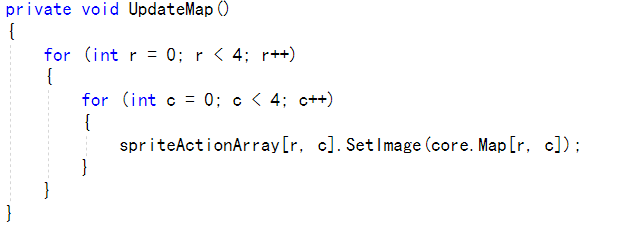 private void UpdateMap()
{
    for (int r = 0; r < 4; r++)
    {
        for (int c = 0; c < 4; c++)
        {
            spriteActionArray[r, c].SetImage(core.Map[r, c]);
        }
    }
}